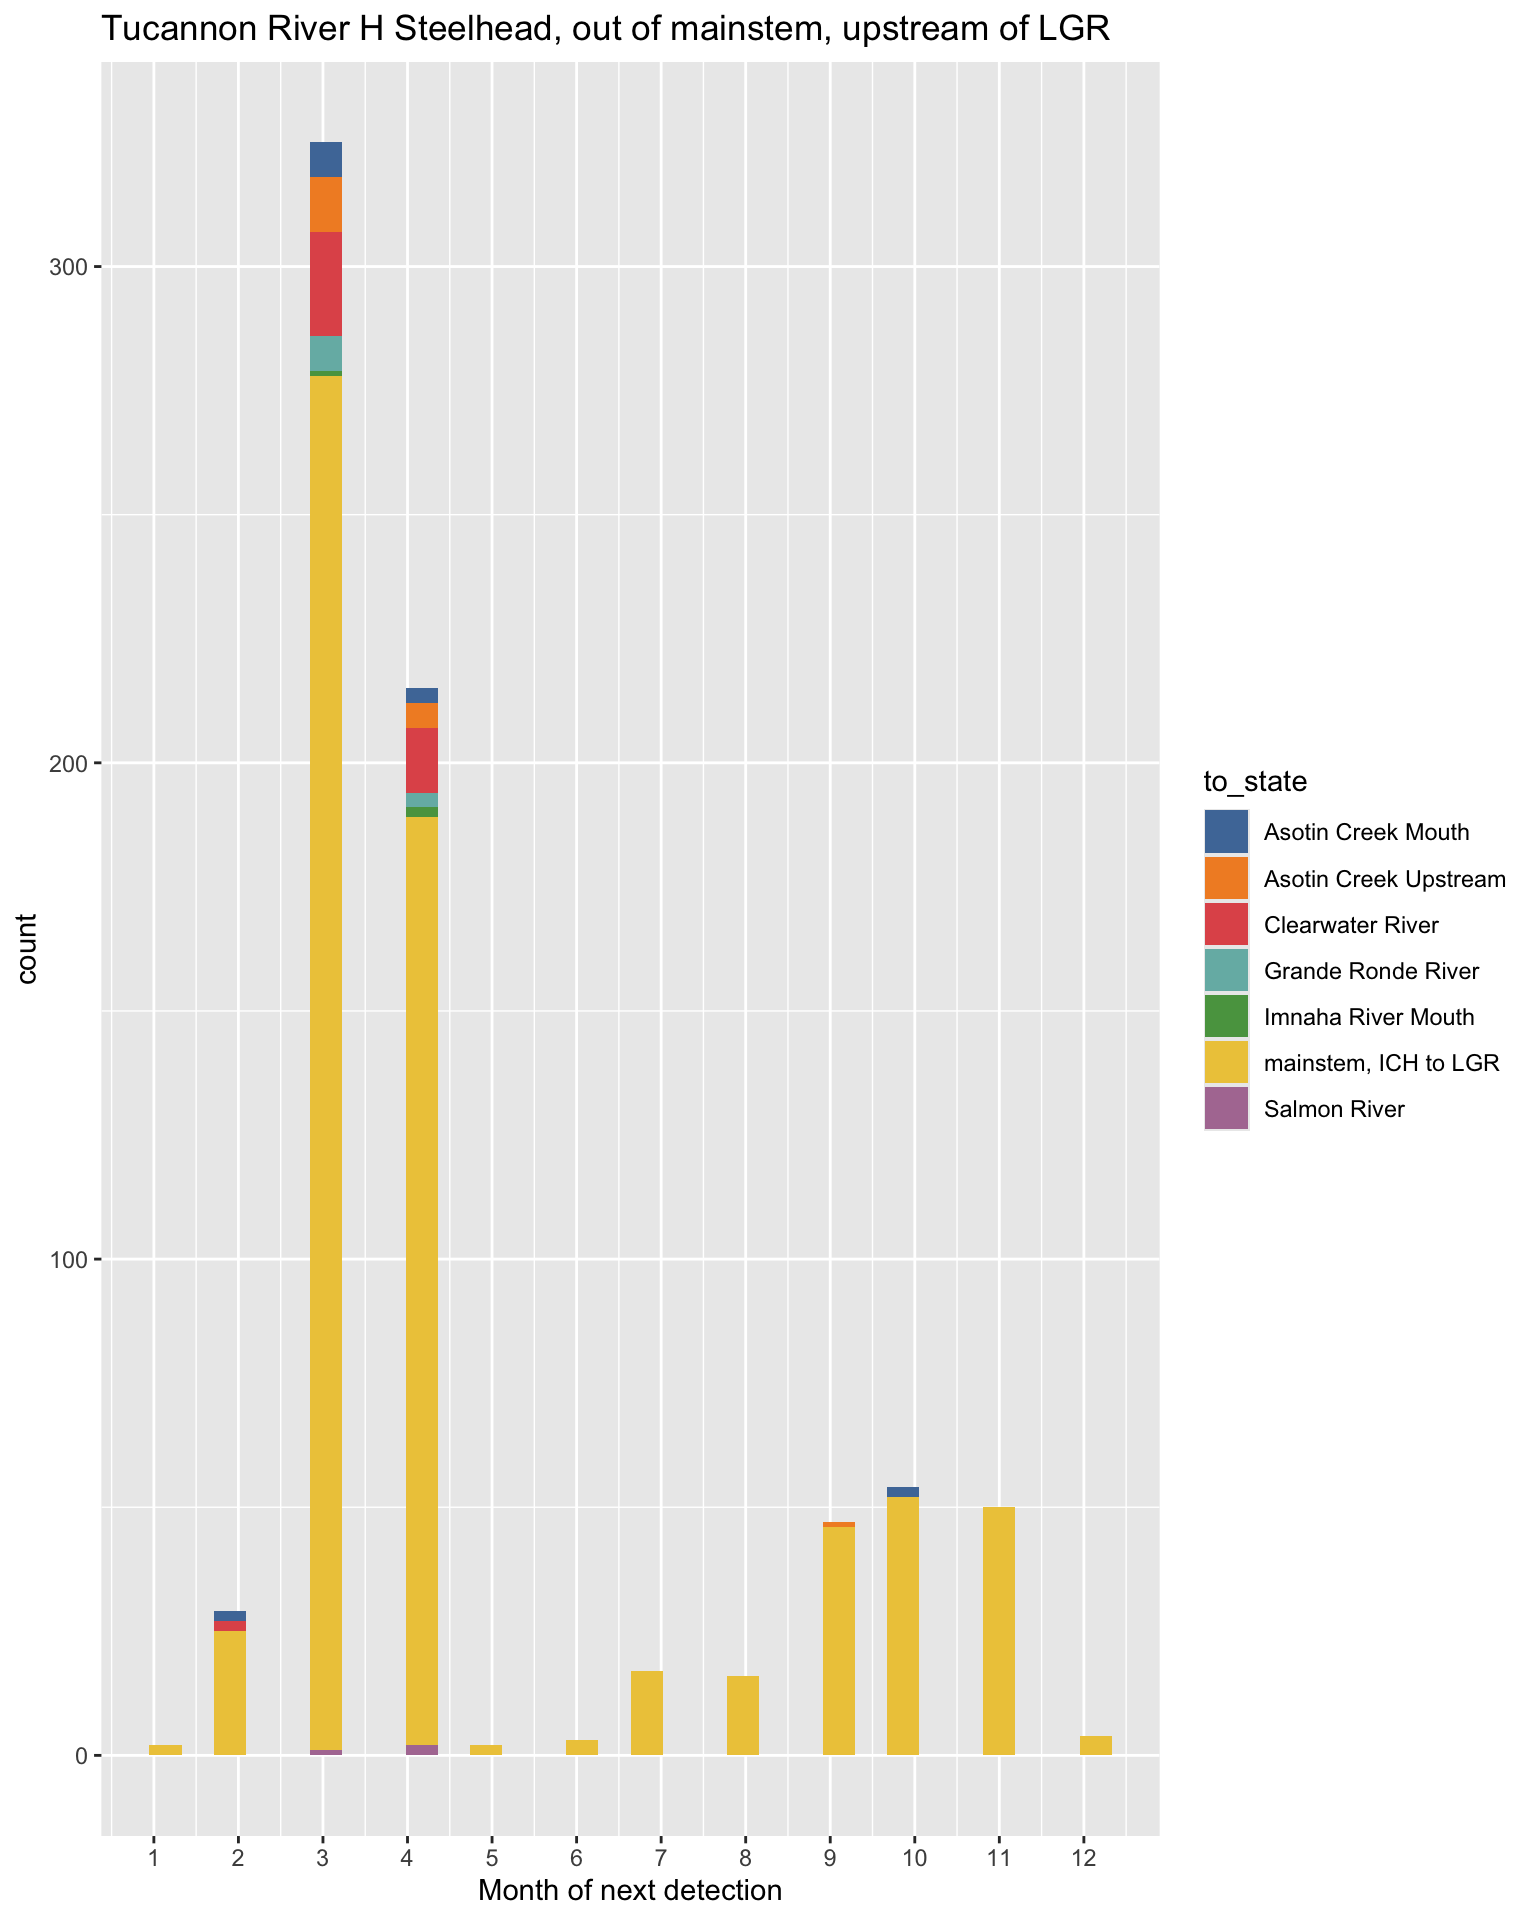 Tucannon River H Steelhead, out of mainstem, upstream of LGR
300
200
100
0
count
1 2 3 4 5 6 7 8 9 10 11 12
Month of next detection
to_state
Asotin Creek Mouth
Asotin Creek Upstream
Clearwater River
Grande Ronde River
Imnaha River Mouth
mainstem, ICH to LGR
Salmon River